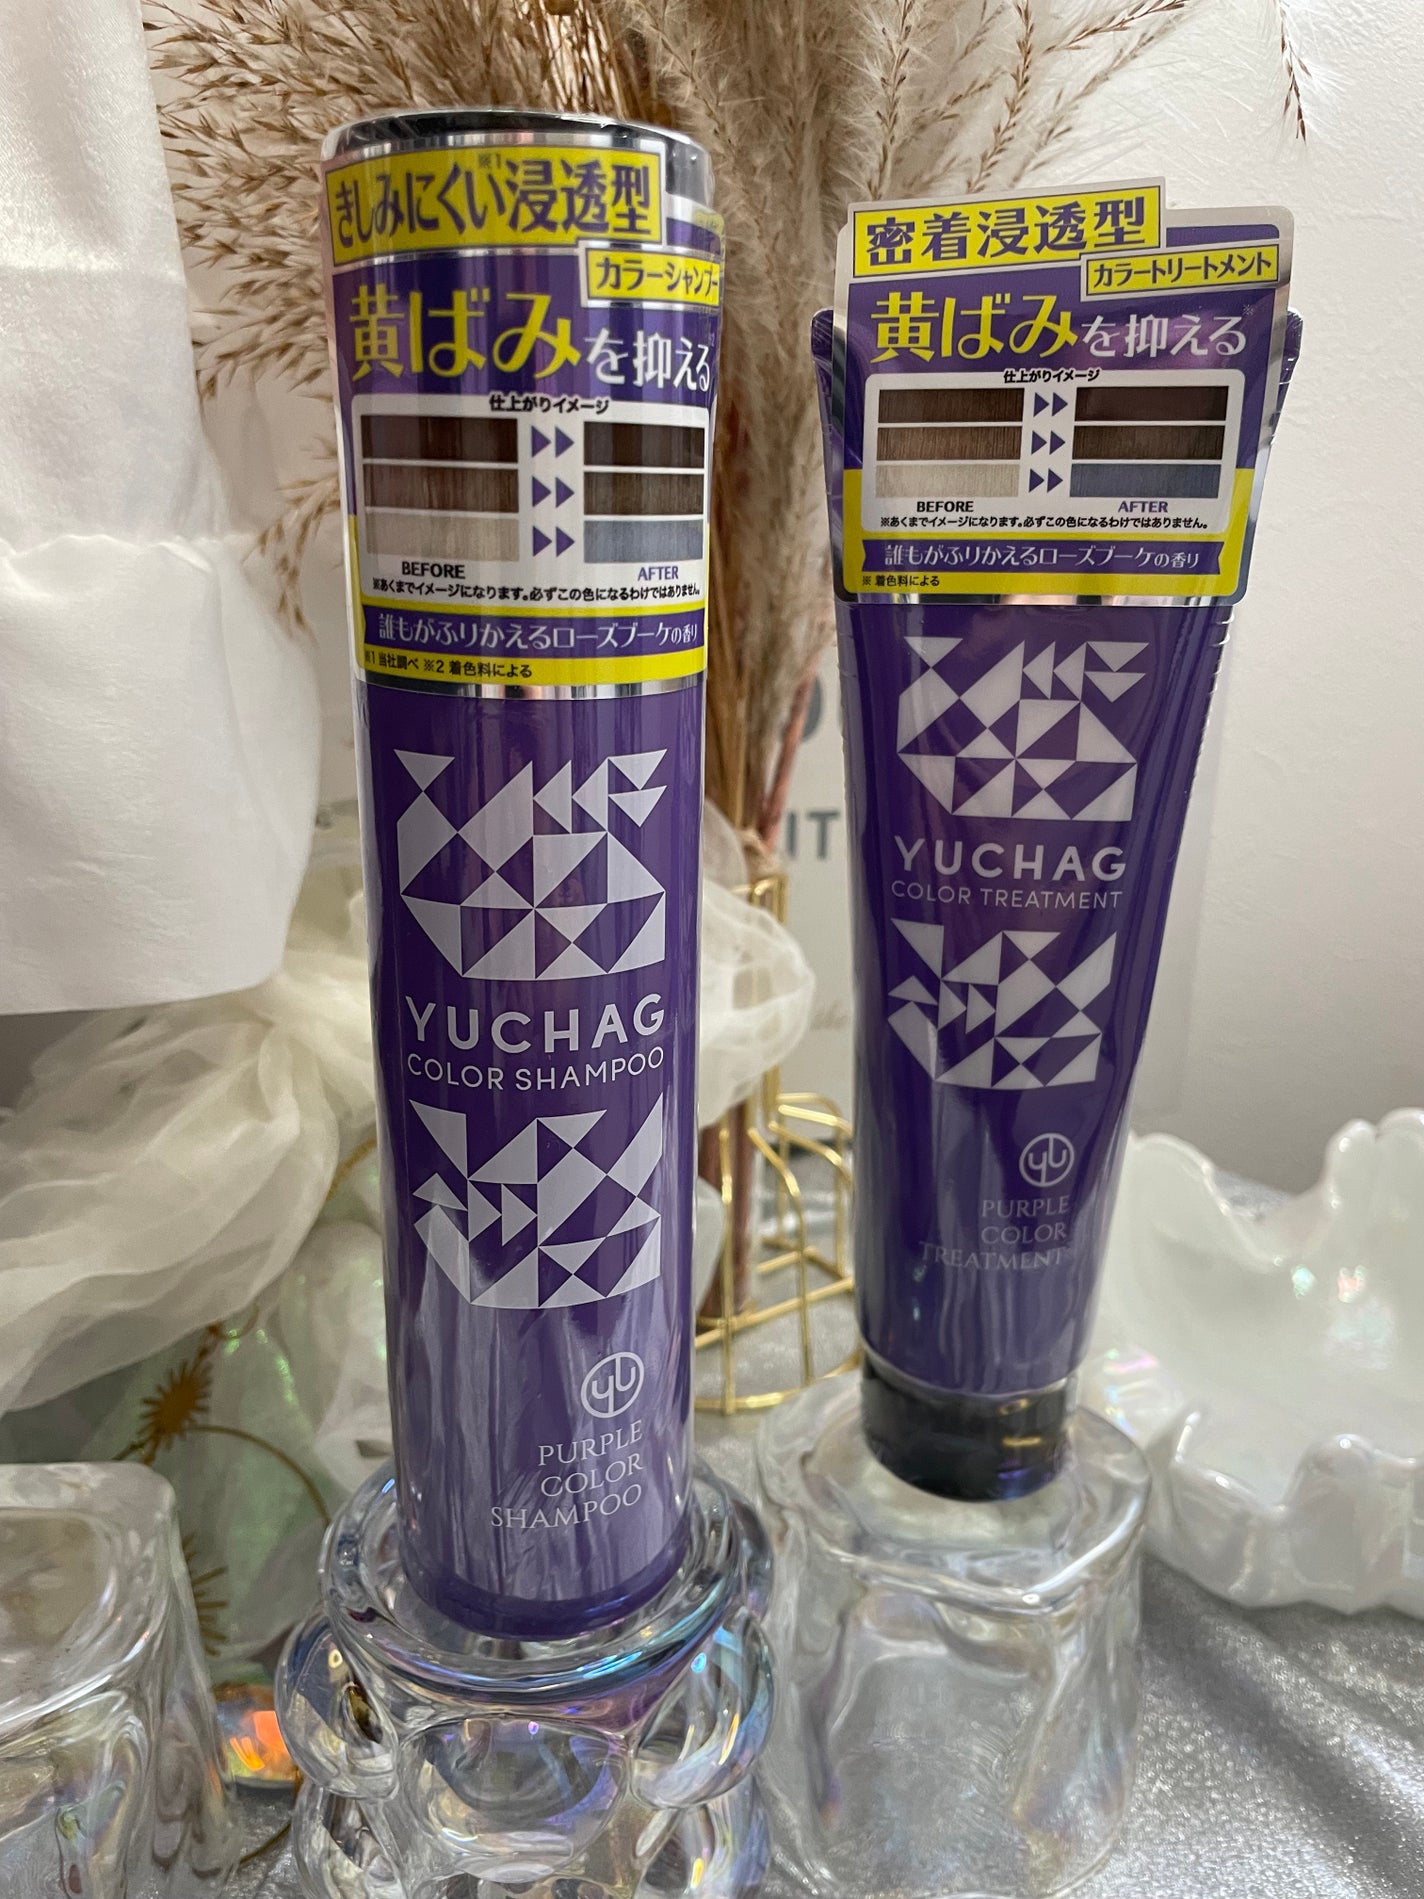 きしみにくい※1浸透型
カラーシャンプー
黄ばみを抑える
仕上がりイメージ
BEFORE
AFTER
※あくまでイメージになります。必ずこの色になるわけではありません。
誰もがふりかえるローズブーケの香り
※1 当社調べ ※2 着色料による
YUCHAG
COLOR SHAMPOO
yu
PURPLE
COLOR
SHAMPOO
密着浸透型
カラートリートメント
黄ばみを抑える※
仕上がりイメージ
BEFORE
AFTER
※あくまでイメージになります。必ずこの色になるわけではありません。
誰もがふりかえるローズブーケの香り
※ 着色料による
YUCHAG
COLOR TREATMENT
yu
PURPLE
COLOR
TREATMENT